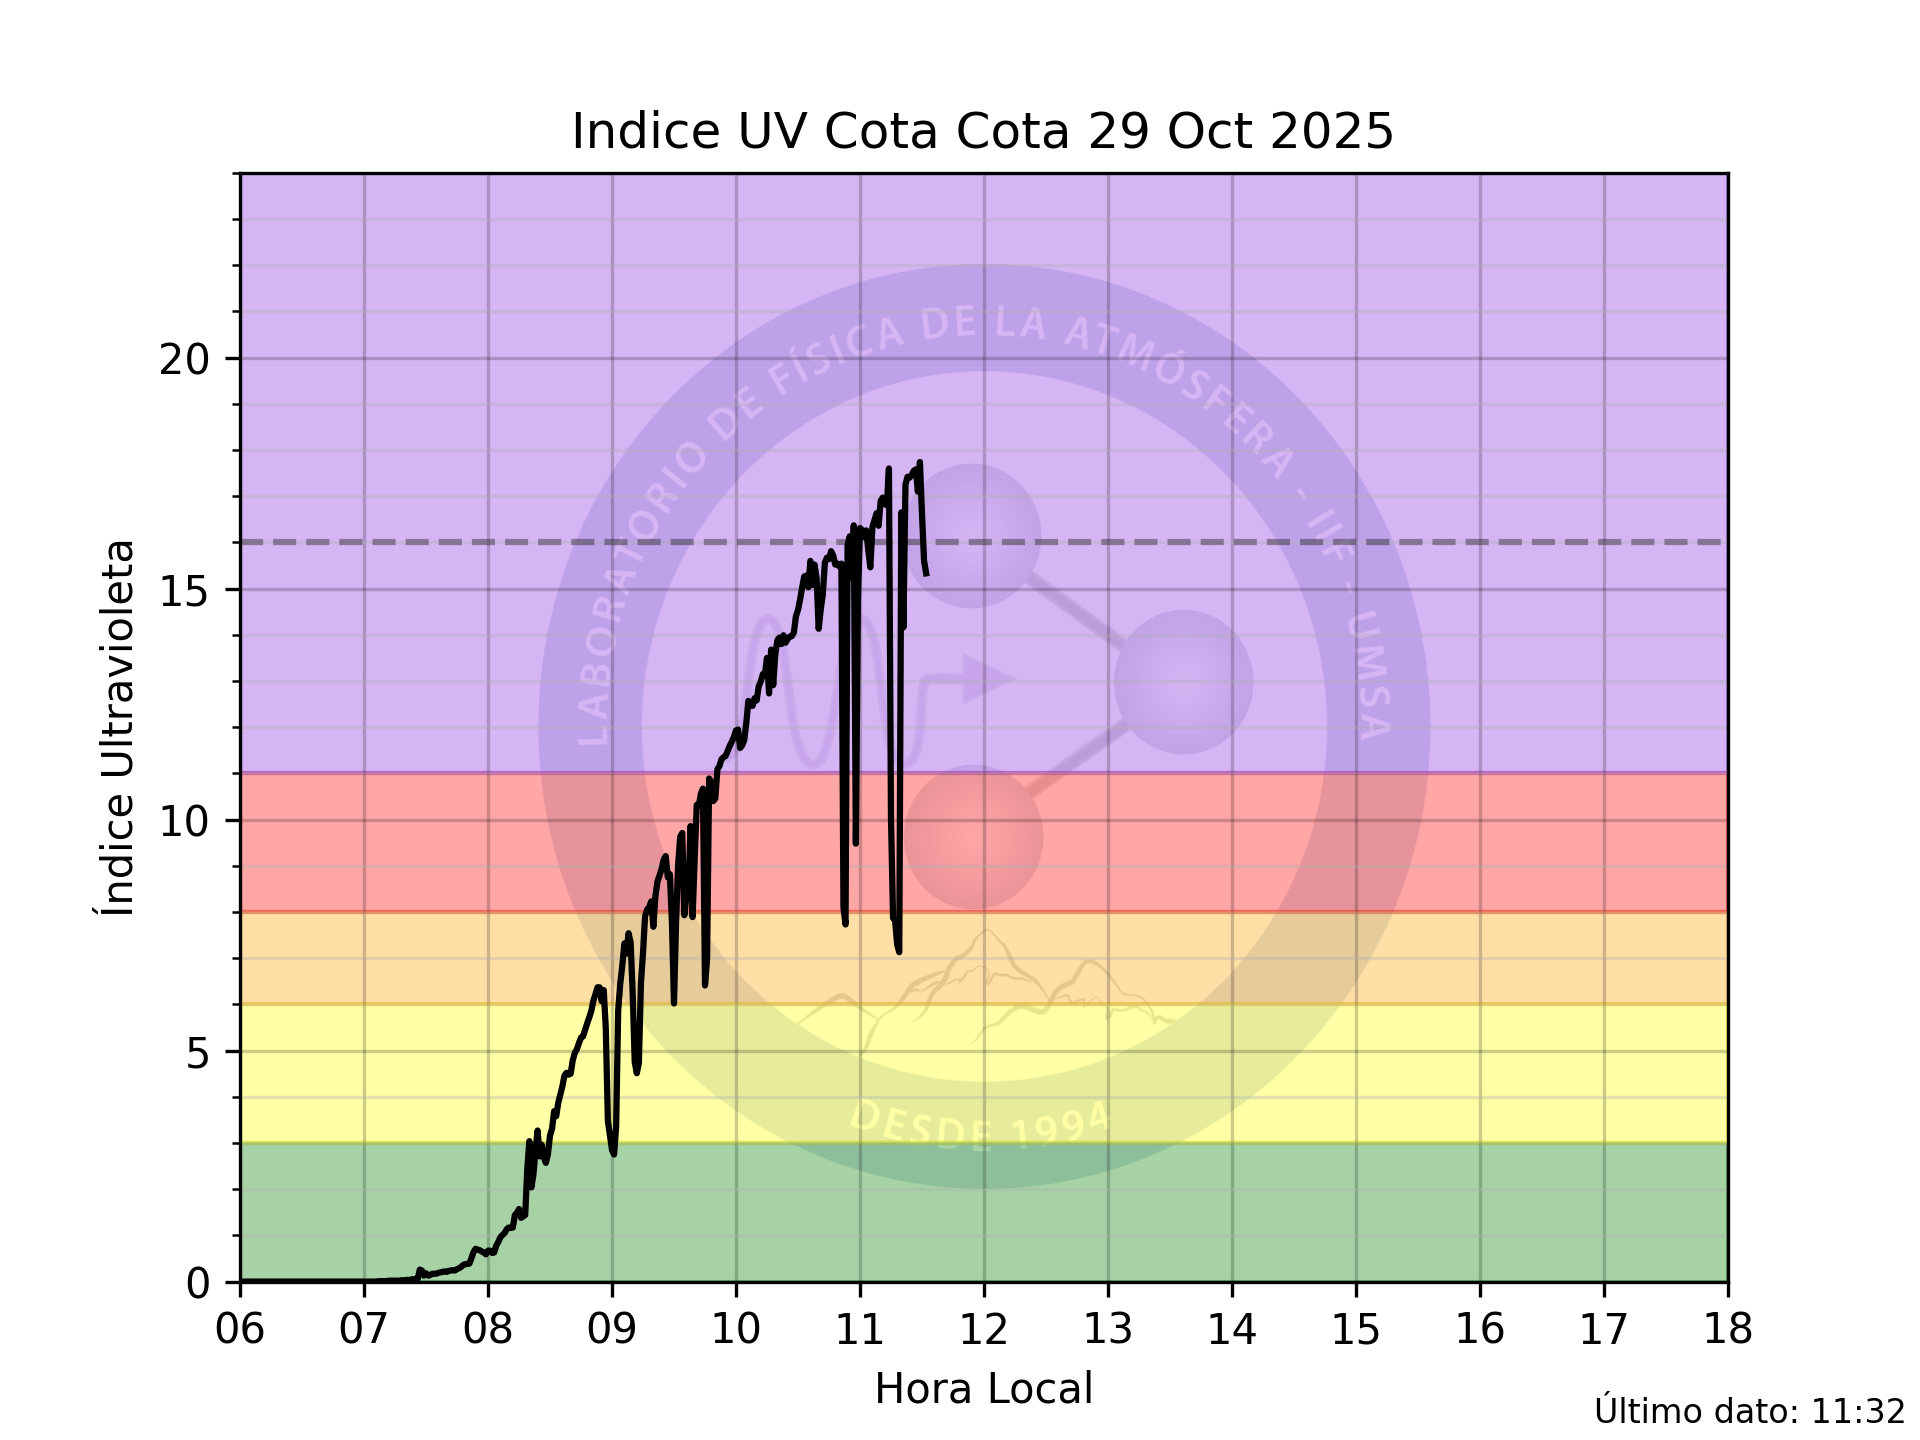 Indice UV Cota Cota 29 Oct 2025
Índice Ultravioleta
20
15
10
5
0
LABORATORIO DE FÍSICA DE LA ATMÓSFERA - IIF - UMSA
DESDE 1994
06 07 08 09 10 11 12 13 14 15 16 17 18
Hora Local
Último dato: 11:32